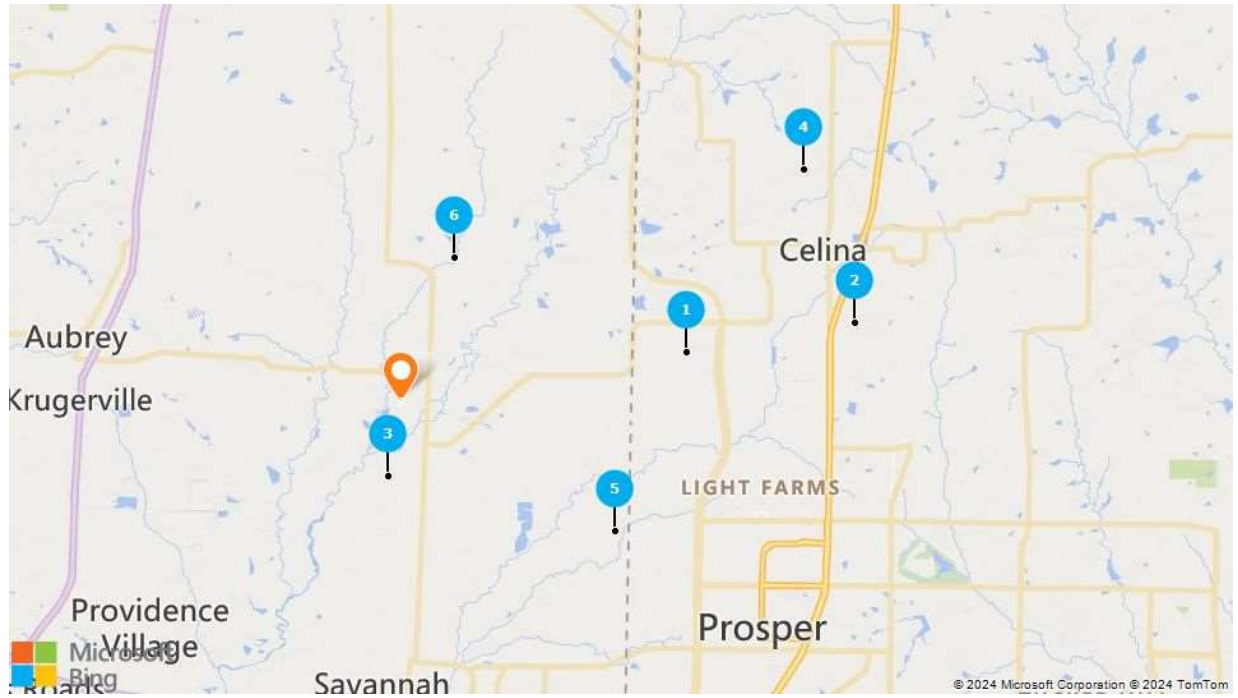 4
6
Celina
2
1
Aubrey
Krugerville
3
5
LIGHT FARMS
Providence
Village
Prosper
Microsoft
Bing
Roads
Savannah
© 2024 Microsoft Corporation © 2024 TomTom